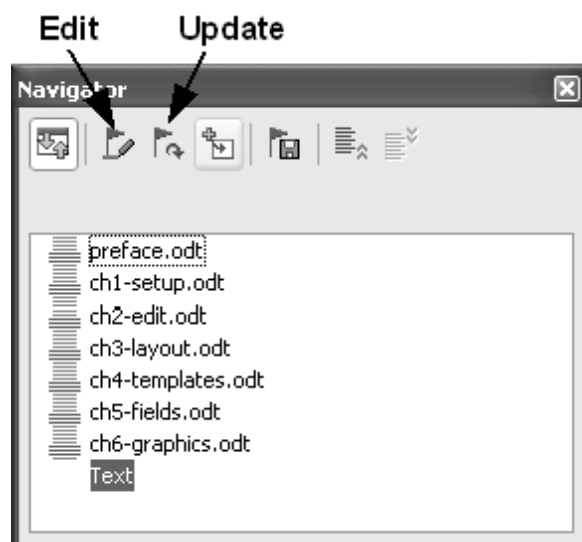 Edit Update
Navigator
preface.odt
ch1-setup.odt
ch2-edit.odt
ch3-layout.odt
ch4-templates.odt
ch5-fields.odt
ch6-graphics.odt
Text